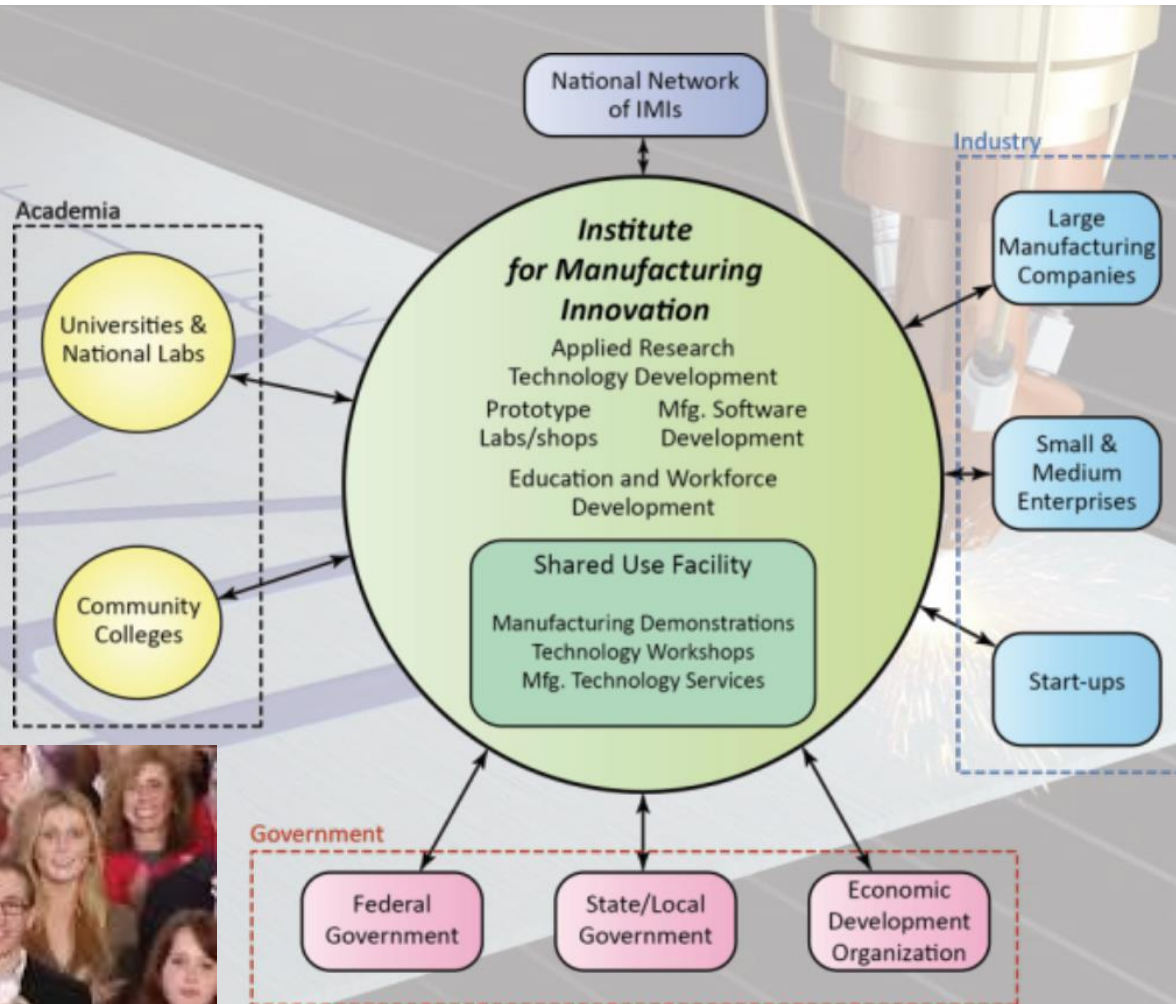 National Network
of IMIs
Industry
Academia
Institute
for Manufacturing
Innovation
Applied Research
Technology Development
Prototype
Labs/shops
Mfg. Software
Development
Education and Workforce
Development
Shared Use Facility
Manufacturing Demonstrations
Technology Workshops
Mfg. Technology Services
Universities &
National Labs
Community
Colleges
Large
Manufacturing
Companies
Small &
Medium
Enterprises
Start-ups
Government
Federal
Government
State/Local
Government
Economic
Development
Organization